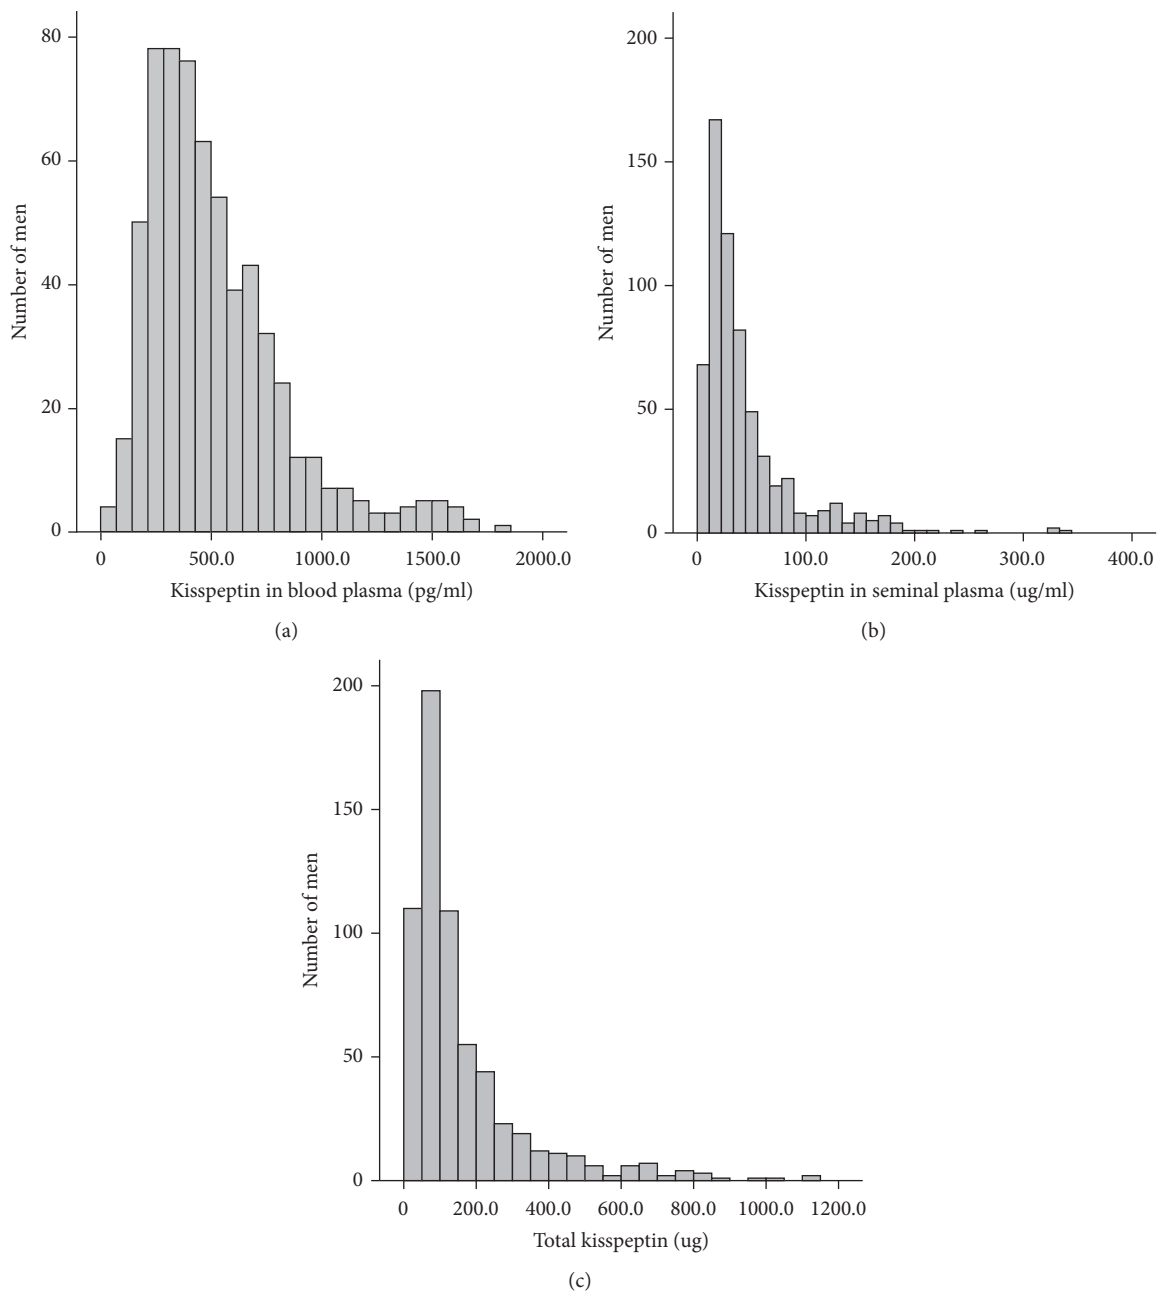 80
60
40
20
0
Number of men
0 500.0 1000.0 1500.0 2000.0
Kisspeptin in blood plasma (pg/ml)
(a)
200
150
100
50
0
Number of men
0 100.0 200.0 300.0 400.0
Kisspeptin in seminal plasma (ug/ml)
(b)
200
150
100
50
0
Number of men
0 200.0 400.0 600.0 800.0 1000.0 1200.0
Total kisspeptin (ug)
(c)